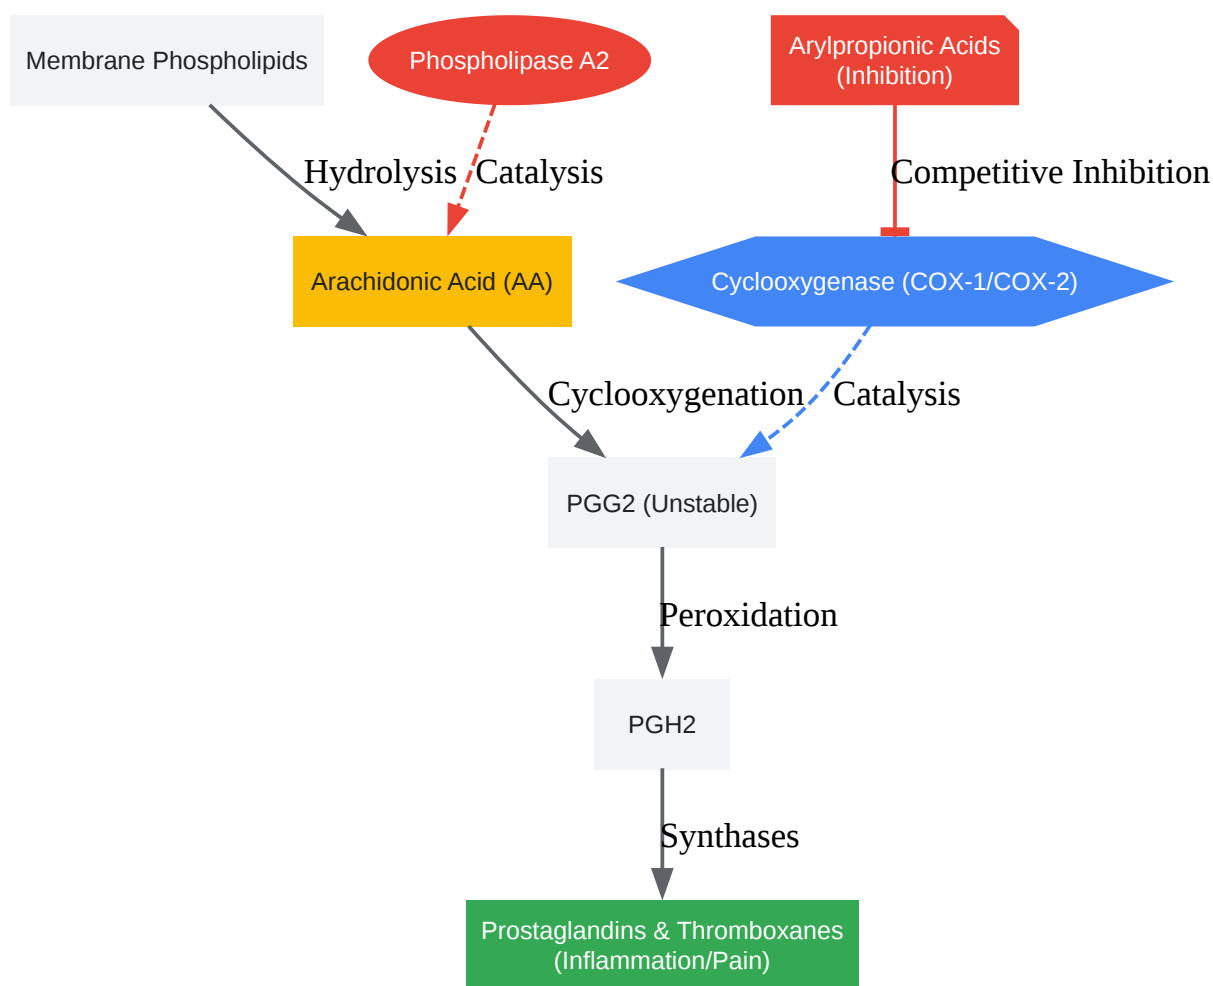 Membrane Phospholipids
Phospholipase A2
Arylpropionic Acids
(Inhibition)
Hydrolysis
Catalysis
Competitive Inhibition
Arachidonic Acid (AA)
Cyclooxygenase (COX-1/COX-2)
Cyclooxygenation
Catalysis
PGG2 (Unstable)
Peroxidation
PGH2
Synthases
Prostaglandins & Thromboxanes
(Inflammation/Pain)